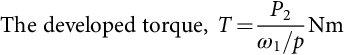 The developed torque, T = P₂ / (ω₁/p) Nm